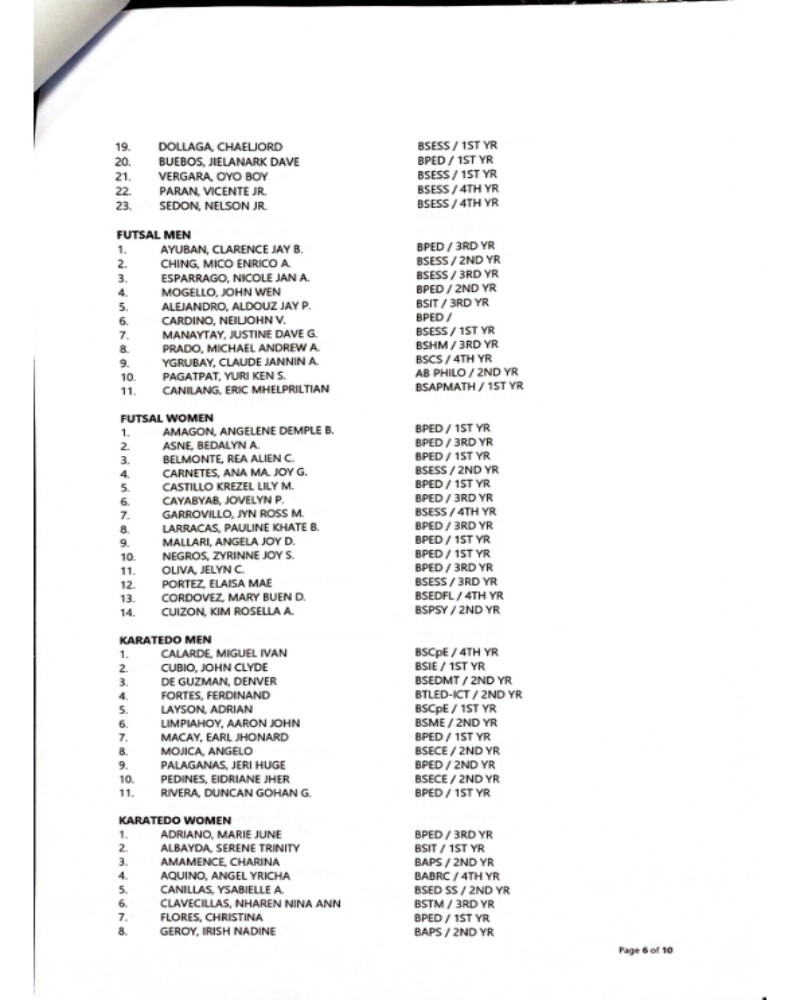 19. DOLLAGA, CHAELJORD BSESS / 1ST YR
20. BUEBOS, JIELANARK DAVE BPED / 1ST YR
21. VERGARA, OYO BOY BSESS / 1ST YR
22. PARAN, VICENTE JR. BSESS / 4TH YR
23. SEDON, NELSON JR. BSESS / 4TH YR
FUTSAL MEN
1. AYUBAN, CLARENCE JAY B. BPED / 3RD YR
2. CHING, MICO ENRICO A. BSESS / 2ND YR
3. ESPARRAGO, NICOLE JAN A. BSESS / 3RD YR
4. MOGELLO, JOHN WEN BPED / 2ND YR
5. ALEJANDRO, ALDOUZ JAY P. BSIT / 3RD YR
6. CARDINO, NEILJOHN V. BPED /
7. MANAYTAY, JUSTINE DAVE G. BSESS / 1ST YR
8. PRADO, MICHAEL ANDREW A. BSHM / 3RD YR
9. YGRUBAY, CLAUDE JANNIN A. BSCS / 4TH YR
10. PAGATPAT, YURI KEN S. AB PHILO / 2ND YR
11. CANILANG, ERIC MHELPRILTIAN BSAPMATH / 1ST YR
FUTSAL WOMEN
1. AMAGON, ANGELENE DEMPLE B. BPED / 1ST YR
2. ASNE, BEDALYN A. BPED / 3RD YR
3. BELMONTE, REA ALIEN C. BPED / 1ST YR
4. CARNETES, ANA MA. JOY G. BSESS / 2ND YR
5. CASTILLO KREZEL LILY M. BPED / 1ST YR
6. CAYABYAB, JOVELYN P. BPED / 3RD YR
7. GARROVILLO, JYN ROSS M. BSESS / 4TH YR
8. LARRACAS, PAULINE KHATE B. BPED / 3RD YR
9. MALLARI, ANGELA JOY D. BPED / 1ST YR
10. NEGROS, ZYRINNE JOY S. BPED / 1ST YR
11. OLIVA, JELYN C. BPED / 3RD YR
12. PORTEZ, ELAISA MAE BSESS / 3RD YR
13. CORDOVEZ, MARY BUEN D. BSEDFL / 4TH YR
14. CUIZON, KIM ROSELLA A. BSPSY / 2ND YR
KARATEDO MEN
1. CALARDE, MIGUEL IVAN BSCpE / 4TH YR
2. CUBIO, JOHN CLYDE BSIE / 1ST YR
3. DE GUZMAN, DENVER BSEDMT / 2ND YR
4. FORTES, FERDINAND BTLED-ICT / 2ND YR
5. LAYSON, ADRIAN BSCpE / 1ST YR
6. LIMPIAHOY, AARON JOHN BSME / 2ND YR
7. MACAY, EARL JHONARD BPED / 1ST YR
8. MOJICA, ANGELO BSECE / 2ND YR
9. PALAGANAS, JERI HUGE BPED / 2ND YR
10. PEDINES, EIDRIANE JHER BSECE / 2ND YR
11. RIVERA, DUNCAN GOHAN G. BPED / 1ST YR
KARATEDO WOMEN
1. ADRIANO, MARIE JUNE BPED / 3RD YR
2. ALBAYDA, SERENE TRINITY BSIT / 1ST YR
3. AMAMENCE, CHARINA BAPS / 2ND YR
4. AQUINO, ANGEL YRICHA BABRC / 4TH YR
5. CANILLAS, YSABIELLE A. BSED SS / 2ND YR
6. CLAVECILLAS, NHAREN NINA ANN BSTM / 3RD YR
7. FLORES, CHRISTINA BPED / 1ST YR
8. GEROY, IRISH NADINE BAPS / 2ND YR
Page 6 of 10